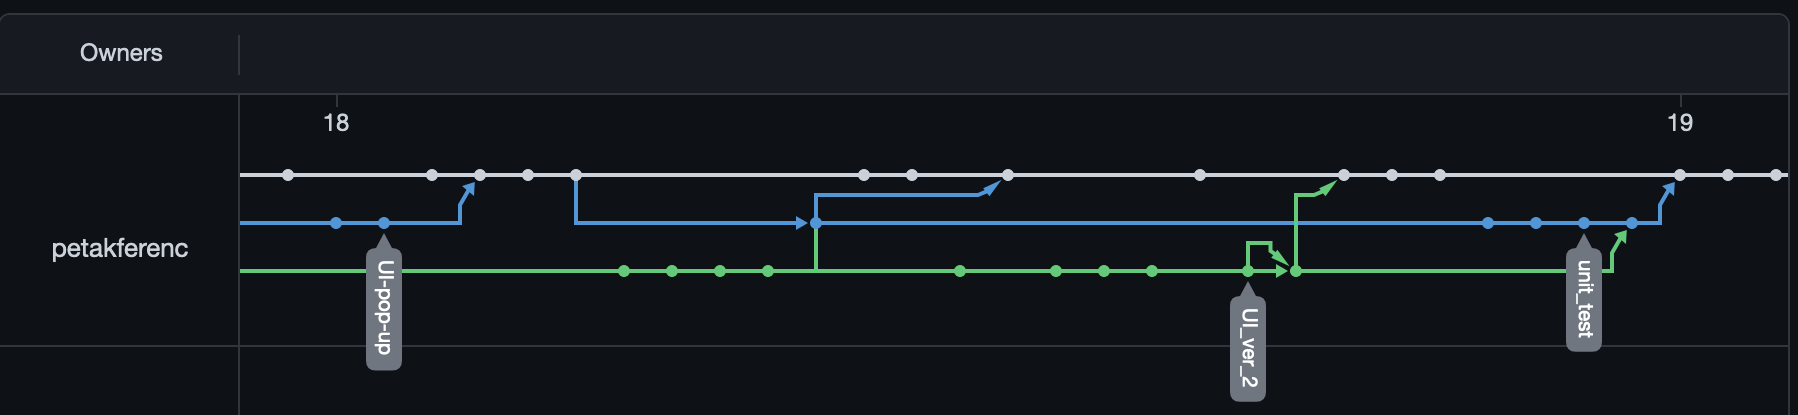 Owners
18
19
petakferenc
UI-pop-up
UI_ver_2
unit_test